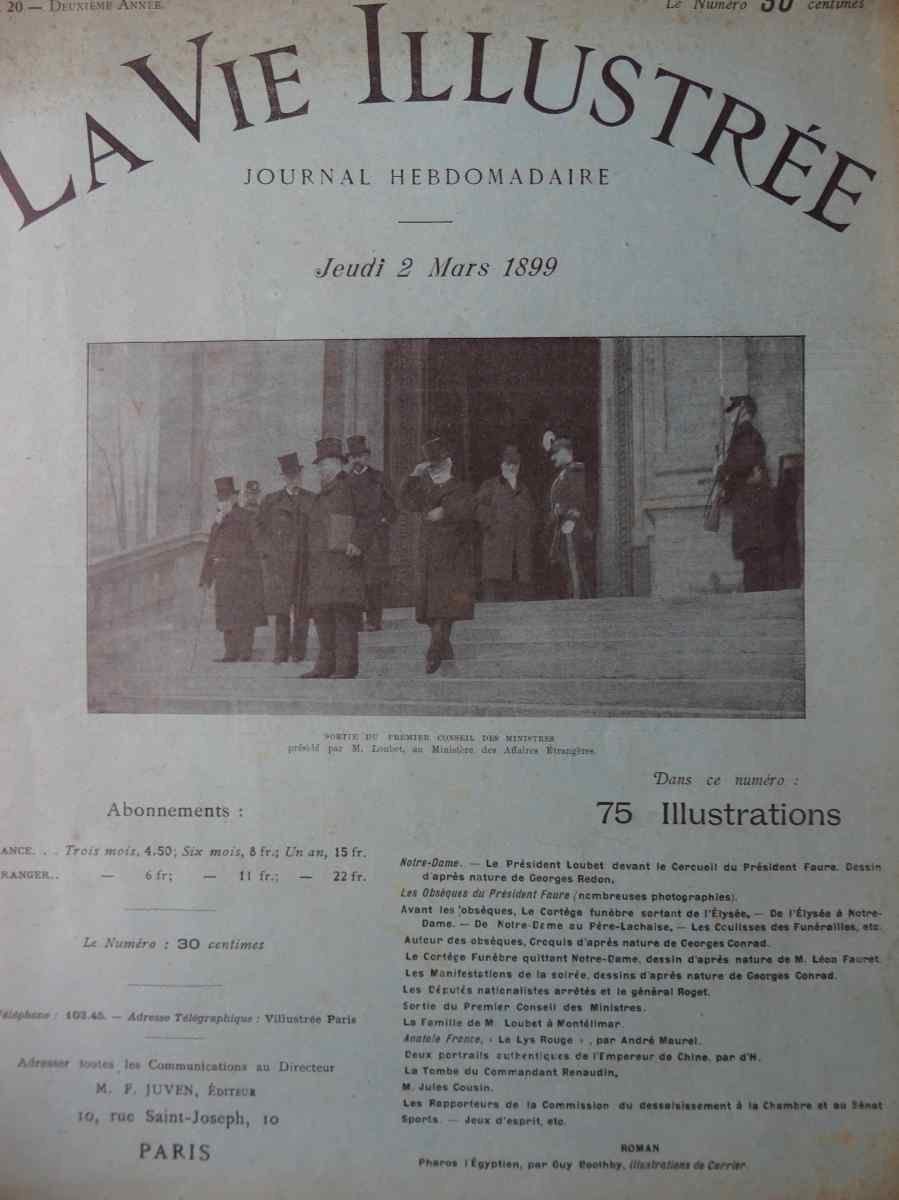 20 — DEUXIÈME ANNÉE.
Le Numéro 30 centimes
LA VIE ILLUSTRÉE
JOURNAL HEBDOMADAIRE
Jeudi 2 Mars 1899
SORTIE DU PREMIER CONSEIL DES MINISTRES
présidé par M. Loubet, au Ministère des Affaires Étrangères.
Abonnements :
ANCE. . . Trois mois, 4.50; Six mois, 8 fr.; Un an, 15 fr.
RANGER.. — 6 fr; — 11 fr.; — 22 fr.
Le Numéro : 30 centimes
Téléphone : 103.45. — Adresse Télégraphique : Villustrée Paris
Adresser toutes les Communications au Directeur
M. F. JUVEN, ÉDITEUR
10, rue Saint-Joseph, 10
PARIS
Dans ce numéro :
75 Illustrations
Notre-Dame. — Le Président Loubet devant le Cercueil du Président Faure. Dessin
d'après nature de Georges Redon.
Les Obsèques du Président Faure (nombreuses photographies).
Avant les obsèques, Le Cortège funèbre sortant de l'Élysée. — De l'Élysée à Notre-
Dame. — De Notre-Dame au Père-Lachaise. — Les Coulisses des Funérailles, etc.
Autour des obsèques, Croquis d'après nature de Georges Conrad.
Le Cortège Funèbre quittant Notre-Dame, dessin d'après nature de M. Léon Fauret.
Les Manifestations de la soirée, dessins d'après nature de Georges Conrad.
Les Députés nationalistes arrêtés et le général Roget.
Sortie du Premier Conseil des Ministres.
La Famille de M. Loubet à Montélimar.
Anatole France, « Le Lys Rouge », par André Maurel.
Deux portraits authentiques de l'Empereur de Chine, par d'H.
La Tombe du Commandant Renaudin.
M. Jules Cousin.
Les Rapporteurs de la Commission du dessaisissement à la Chambre et au Sénat
Sports. — Jeux d'esprit, etc.
ROMAN
Pharos l'Égyptien, par Guy Boothby, illustrations de Carrier